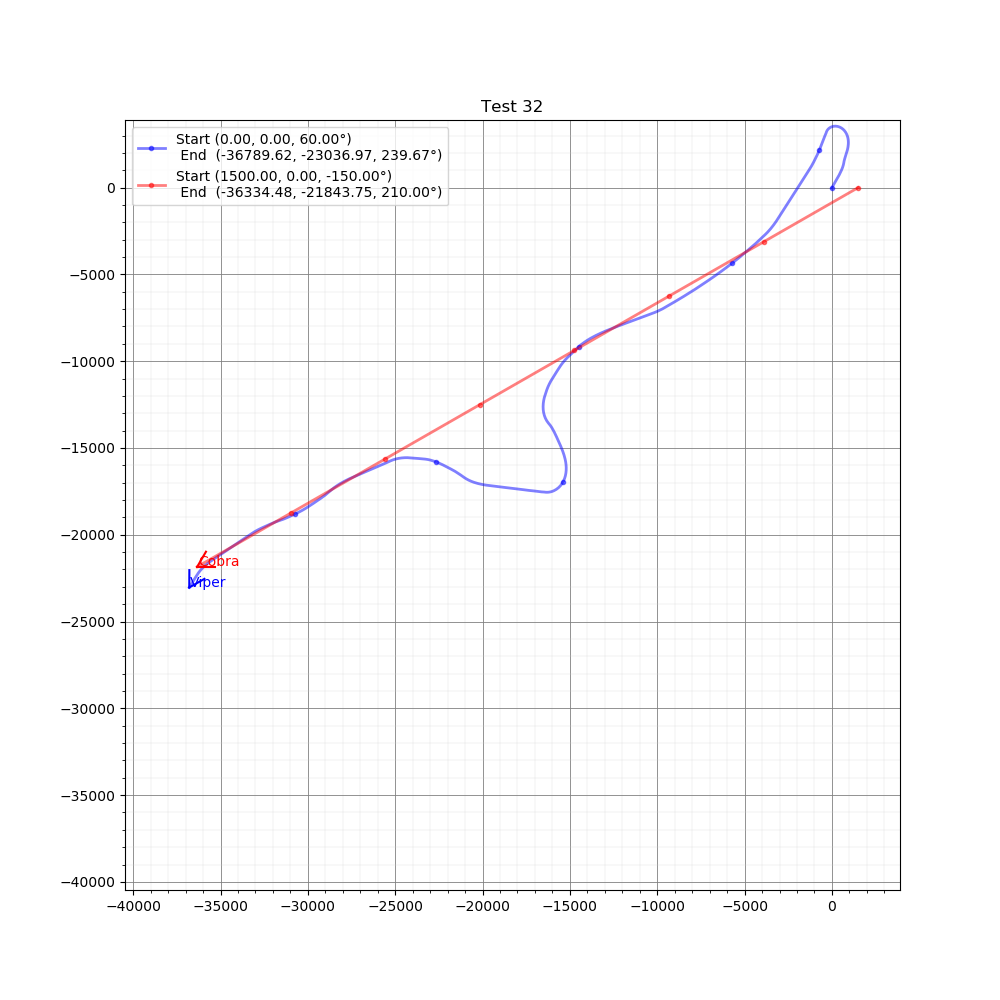 Test 32
Start (0.00, 0.00, 60.00°)
End (-36789.62, -23036.97, 239.67°)
Start (1500.00, 0.00, -150.00°)
End (-36334.48, -21843.75, 210.00°)
0
−5000
−10000
−15000
−20000
−25000
−30000
−35000
−40000
Cobra
Viper
−40000 −35000 −30000 −25000 −20000 −15000 −10000 −5000 0